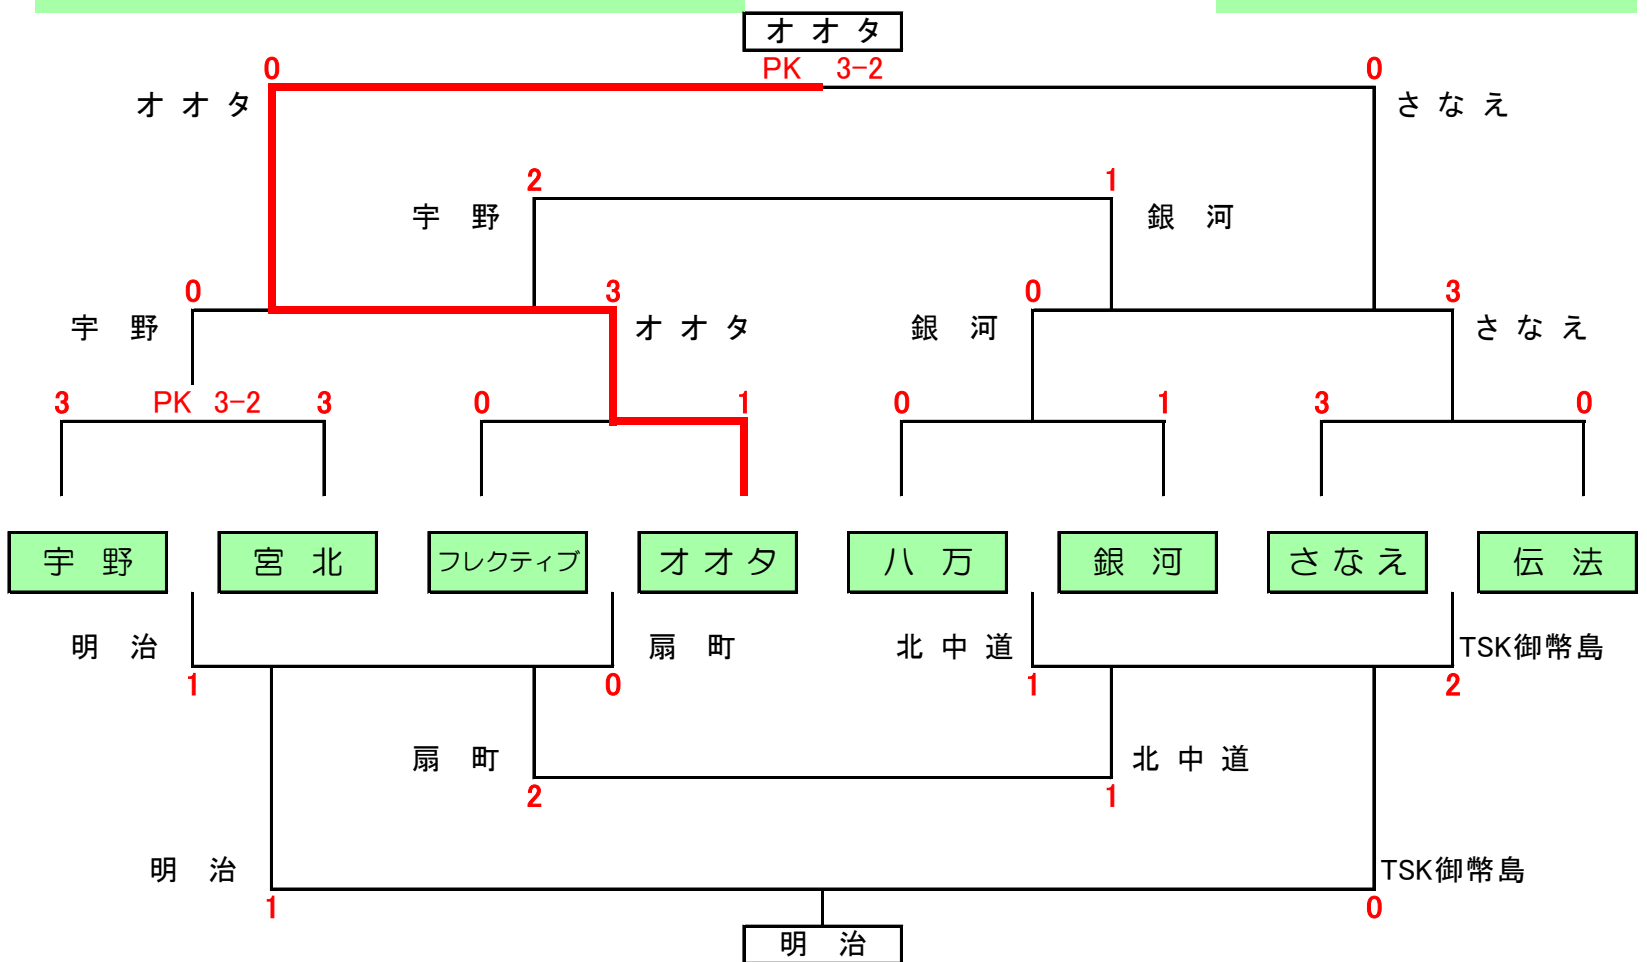 オオタ
0 PK 3-2 0
オオタ さなえ
2 1
宇野 銀河
0 3 0 3
宇野 オオタ 銀河 さなえ
3 PK 3-2 3 0 1 0 1 3 0
宇野 宮北 フレクティブ オオタ 八万 銀河 さなえ 伝法
明治 扇町 北中道 TSK御幣島
1 0 1 2
扇町 北中道
2 1
明治 TSK御幣島
1 0
明治